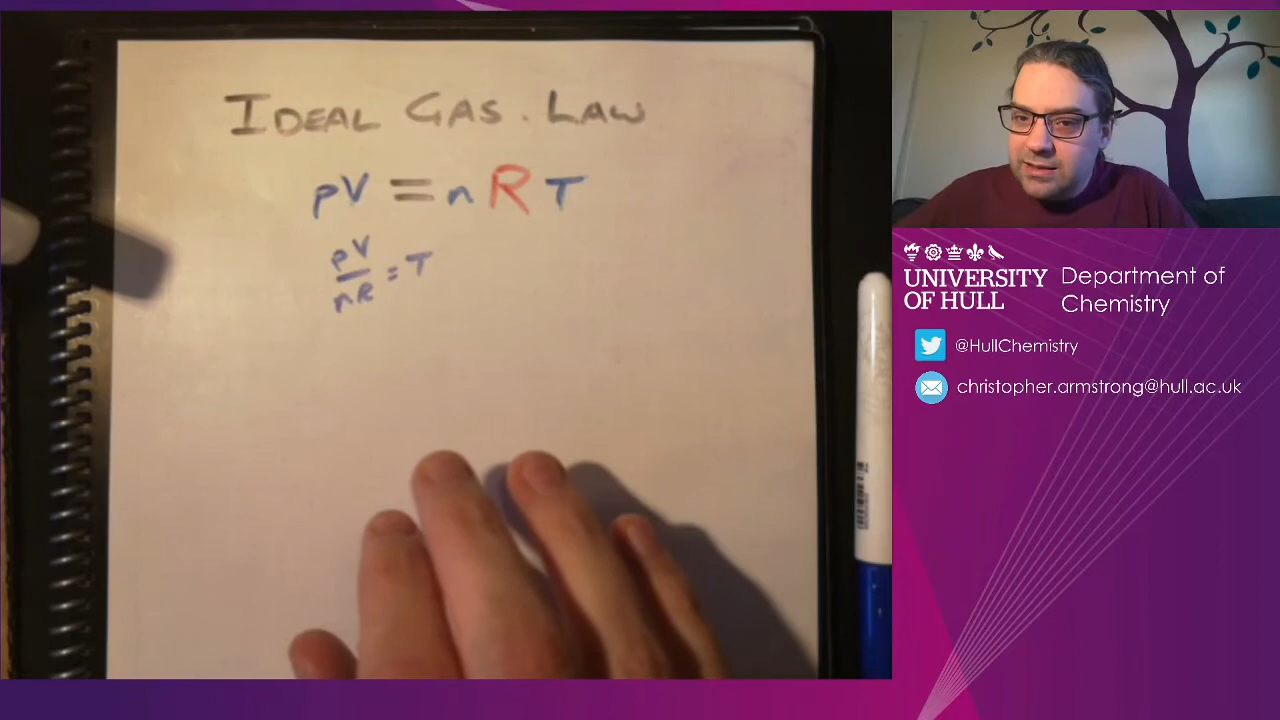 IDEAL GAS. LAW
pV = nRT
pV
nR = T
UNIVERSITY
OF HULL
Department of
Chemistry
@HullChemistry
christopher.armstrong@hull.ac.uk